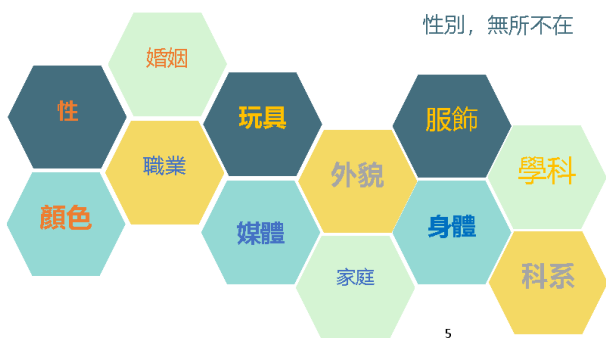 性別，無所不在
婚姻
性
玩具
服飾
職業
外貌
學科
顏色
媒體
身體
家庭
科系
5